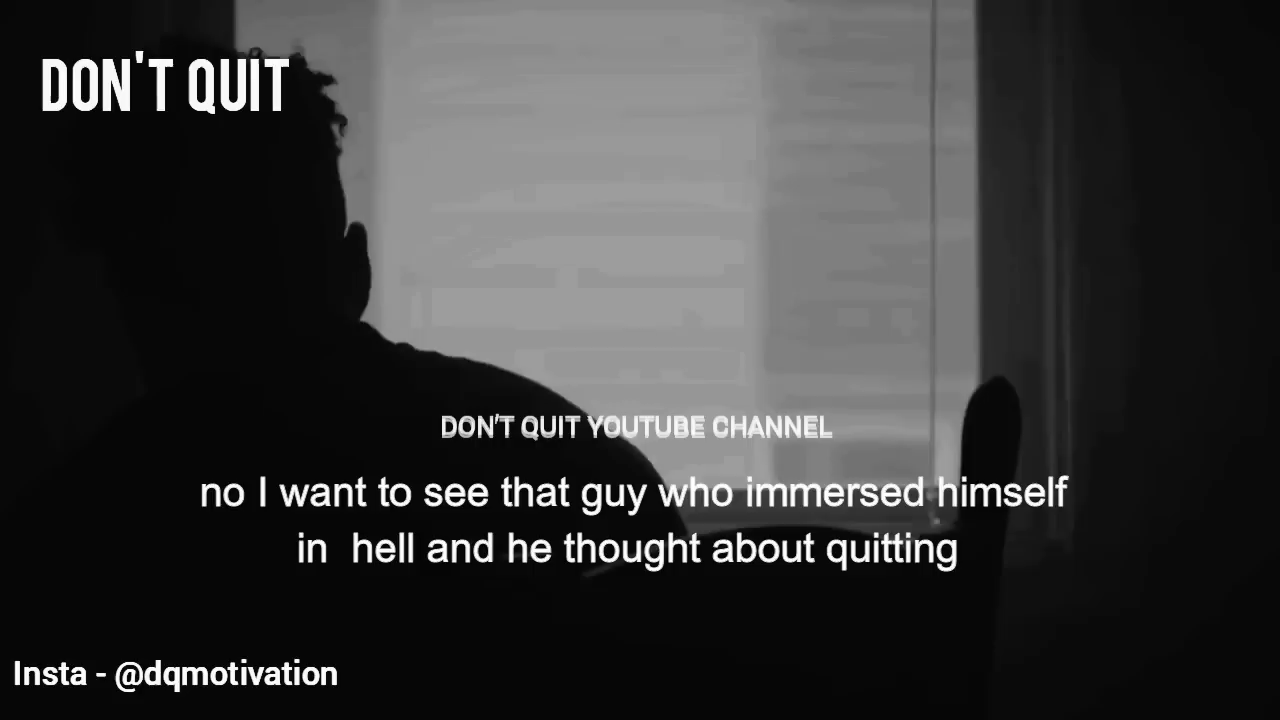 DON'T QUIT
DON'T QUIT YOUTUBE CHANNEL
no I want to see that guy who immersed himself
in  hell and he thought about quitting
Insta - @dqmotivation